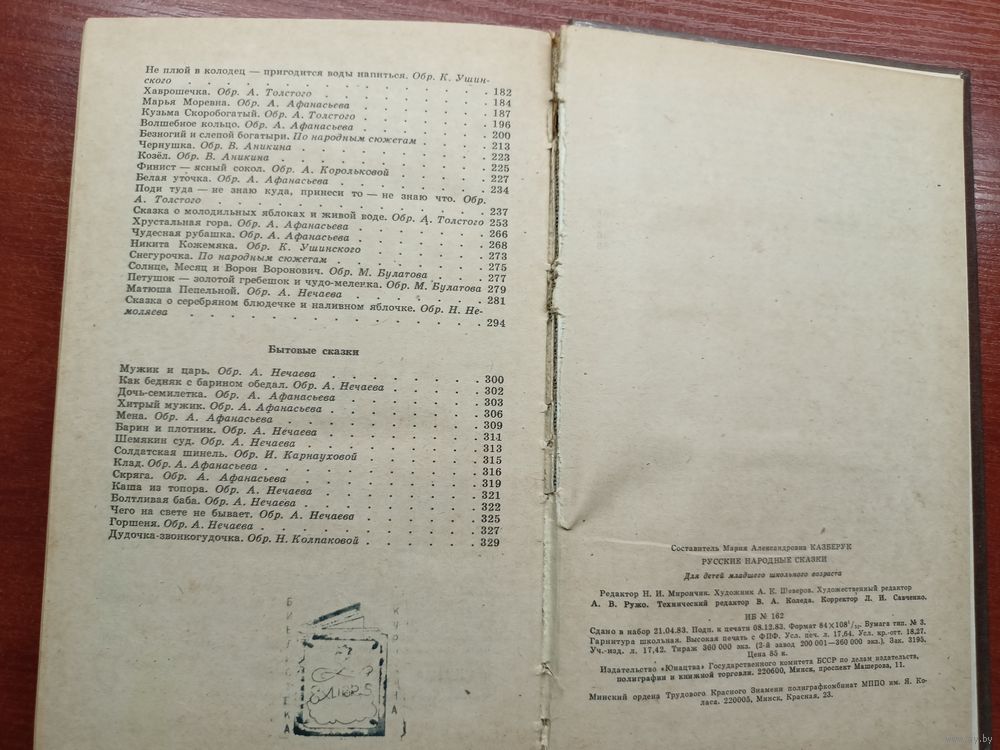 Не плюй в колодец — пригодится воды напиться. Обр. К. Ушин-
ского . . . . . . . . . . . . . . 182
Хаврошечка. Обр. А. Толстого . . . . . . . 184
Марья Моревна. Обр. А. Афанасьева . . . . . . 187
Кузьма Скоробогатый. Обр. А. Толстого . . . . . 196
Волшебное кольцо. Обр. А. Афанасьева . . . . . 200
Безногий и слепой богатыри. По народным сюжетам . . . 213
Чернушка. Обр. В. Аникина . . . . . . . . 223
Козёл. Обр. В. Аникина . . . . . . . . . 225
Финист — ясный сокол. Обр. А. Корольковой . . . . 227
Белая уточка. Обр. А. Афанасьева . . . . . . 234
Поди туда — не знаю куда, принеси то — не знаю что. Обр.
А. Толстого . . . . . . . . . . . . 237
Сказка о молодильных яблоках и живой воде. Обр. А. Толстого 253
Хрустальная гора. Обр. А. Афанасьева . . . . . 266
Чудесная рубашка. Обр. А. Афанасьева . . . . . 268
Никита Кожемяка. Обр. К. Ушинского . . . . . 273
Снегурочка. По народным сюжетам . . . . . . 275
Солнце, Месяц и Ворон Воронович. Обр. М. Булатова . . 277
Петушок — золотой гребешок и чудо-меленка. Обр. М. Булатова 279
Матюша Пепельной. Обр. А. Нечаева . . . . . . 281
Сказка о серебряном блюдечке и наливном яблочке. Обр. Н. Не-
моляева . . . . . . . . . . . . . 294
Бытовые сказки
Мужик и царь. Обр. А. Нечаева . . . . . . . 300
Как бедняк с барином обедал. Обр. А. Нечаева . . . . 302
Дочь-семилетка. Обр. А. Афанасьева . . . . . . 303
Хитрый мужик. Обр. А. Афанасьева . . . . . . 306
Мена. Обр. А. Афанасьева . . . . . . . . 309
Барин и плотник. Обр. А. Нечаева . . . . . . 311
Шемякин суд. Обр. А. Нечаева . . . . . . . 313
Солдатская шинель. Обр. И. Карнауховой . . . . . 315
Клад. Обр. А. Афанасьева . . . . . . . . 316
Скряга. Обр. А. Афанасьева . . . . . . . 319
Каша из топора. Обр. А. Нечаева . . . . . . 321
Болтливая баба. Обр. А. Нечаева . . . . . . 322
Чего на свете не бывает. Обр. А. Нечаева . . . . . 325
Горшеня. Обр. А. Нечаева . . . . . . . . 327
Дудочка-звонкогудочка. Обр. Н. Колпаковой . . . . . 329
Составитель Мария Александровна КАЗБЕРУК
РУССКИЕ НАРОДНЫЕ СКАЗКИ
Для детей младшего школьного возраста
Редактор Н. И. Мирончик. Художник А. К. Шеверов. Художественный редактор
А. В. Ружо. Технический редактор В. А. Коледа. Корректор Л. И. Савченко.
ИБ № 162
Сдано в набор 21.04.83. Подп. к печати 08.12.83. Формат 84×108¹/₃₂. Бумага тип. № 3.
Гарнитура школьная. Высокая печать с ФПФ. Усл. печ. л. 17,64. Усл. кр.-отт. 18,27.
Уч.-изд. л. 17,42. Тираж 360 000 экз. (2-й завод 200 001—360 000 экз.). Зак. 3195.
Цена 85 к.
Издательство «Юнацтва» Государственного комитета БССР по делам издательств,
полиграфии и книжной торговли. 220600, Минск, проспект Машерова, 11.
Минский ордена Трудового Красного Знамени полиграфкомбинат МППО им. Я. Ко-
ласа. 220005, Минск, Красная, 23.